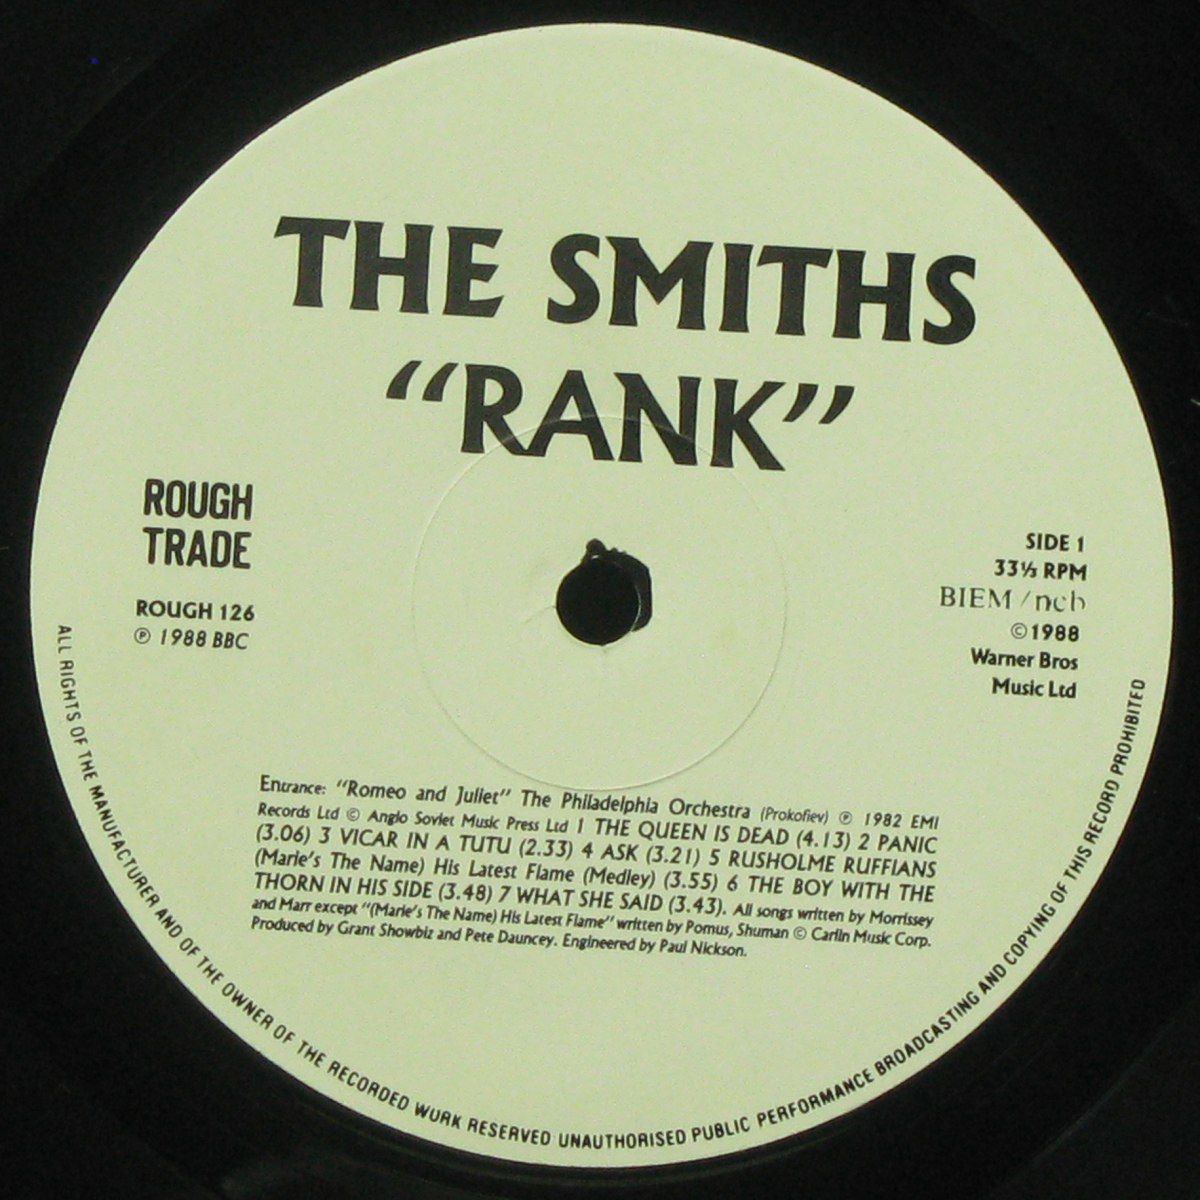 THE SMITHS
“RANK”
ROUGH
TRADE
ROUGH 126
℗ 1988 BBC
SIDE 1
33⅓ RPM
BIEM / ncb
©1988
Warner Bros
Music Ltd
Entrance: “Romeo and Juliet” The Philadelphia Orchestra (Prokofiev) ℗ 1982 EMI
Records Ltd © Anglo Soviet Music Press Ltd 1 THE QUEEN IS DEAD (4.13) 2 PANIC
(3.06) 3 VICAR IN A TUTU (2.33) 4 ASK (3.21) 5 RUSHOLME RUFFIANS
(Marie's The Name) His Latest Flame (Medley) (3.55) 6 THE BOY WITH THE
THORN IN HIS SIDE (3.48) 7 WHAT SHE SAID (3.43). All songs written by Morrissey
and Marr except “(Marie's The Name) His Latest Flame” written by Pomus, Shuman © Carlin Music Corp.
Produced by Grant Showbiz and Pete Dauncey. Engineered by Paul Nickson.
ALL RIGHTS OF THE MANUFACTURER AND OF THE OWNER OF THE RECORDED WORK RESERVED UNAUTHORISED PUBLIC PERFORMANCE BROADCASTING AND COPYING OF THIS RECORD PROHIBITED